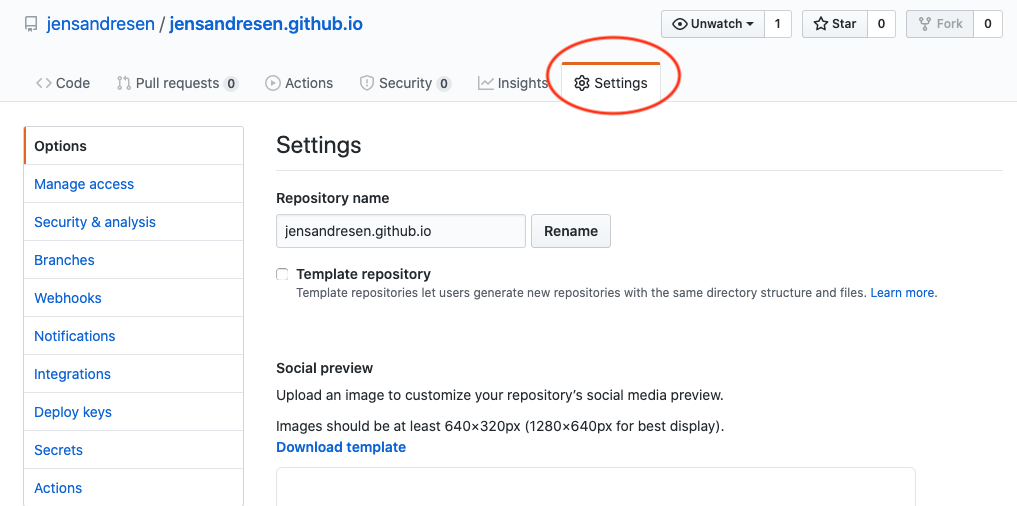 jensandresen / jensandresen.github.io
Unwatch 1 Star 0 Fork 0
Code Pull requests 0 Actions Security 0 Insights Settings
Options
Manage access
Security & analysis
Branches
Webhooks
Notifications
Integrations
Deploy keys
Secrets
Actions
Settings
Repository name
jensandresen.github.io Rename
Template repository
Template repositories let users generate new repositories with the same directory structure and files. Learn more.
Social preview
Upload an image to customize your repository’s social media preview.
Images should be at least 640×320px (1280×640px for best display).
Download template